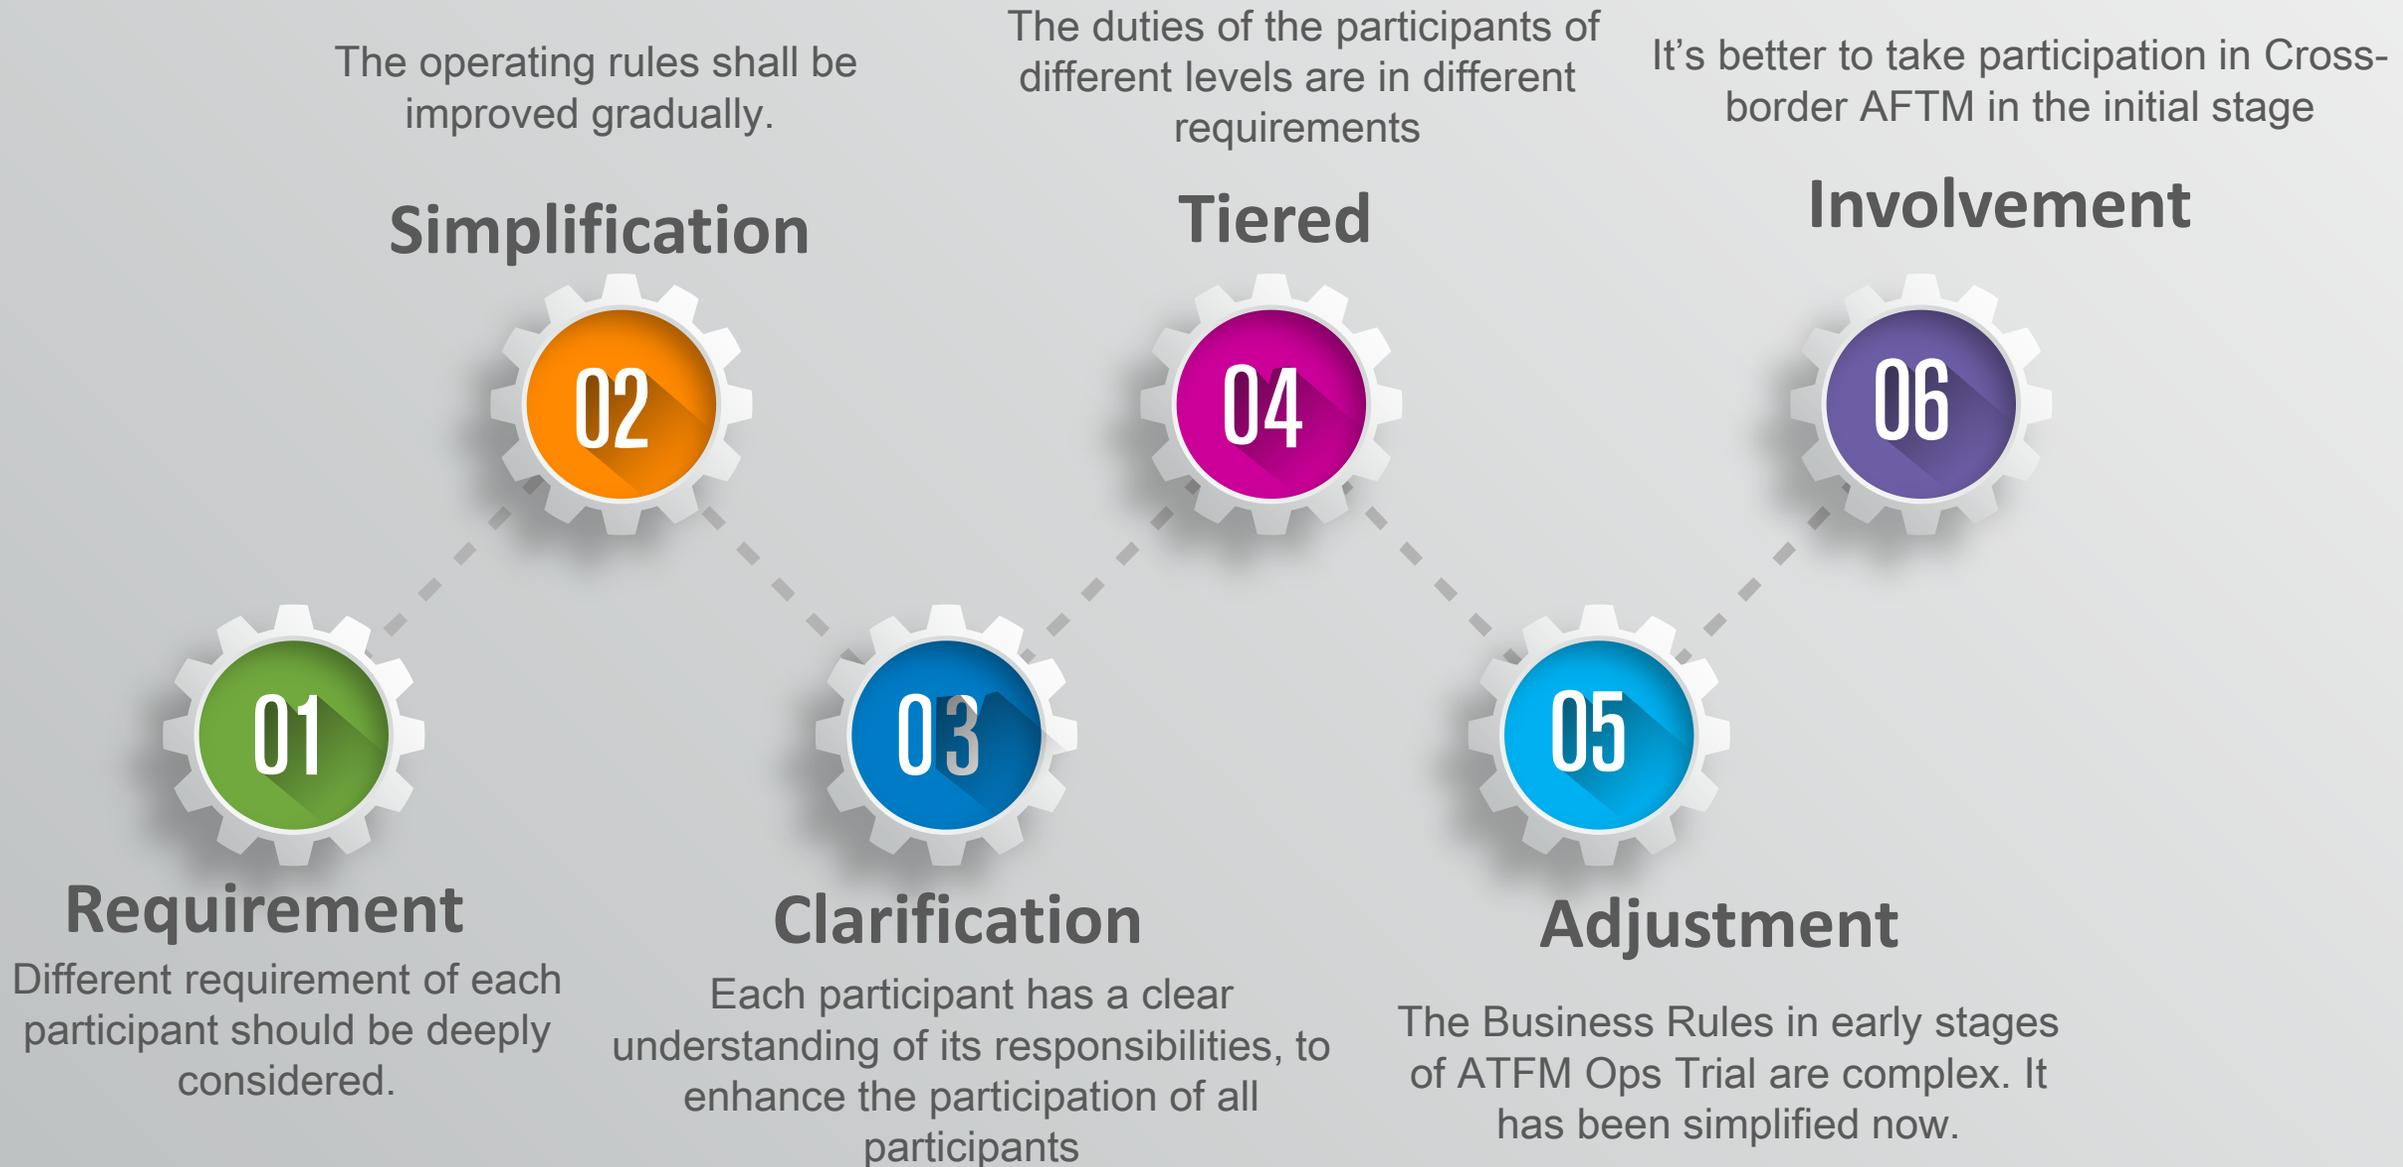 The operating rules shall be
improved gradually.
Simplification
02
The duties of the participants of
different levels are in different
requirements
Tiered
04
It’s better to take participation in Cross-
border AFTM in the initial stage
Involvement
06
01
Requirement
Different requirement of each
participant should be deeply
considered.
03
Clarification
Each participant has a clear
understanding of its responsibilities, to
enhance the participation of all
participants
05
Adjustment
The Business Rules in early stages
of ATFM Ops Trial are complex. It
has been simplified now.